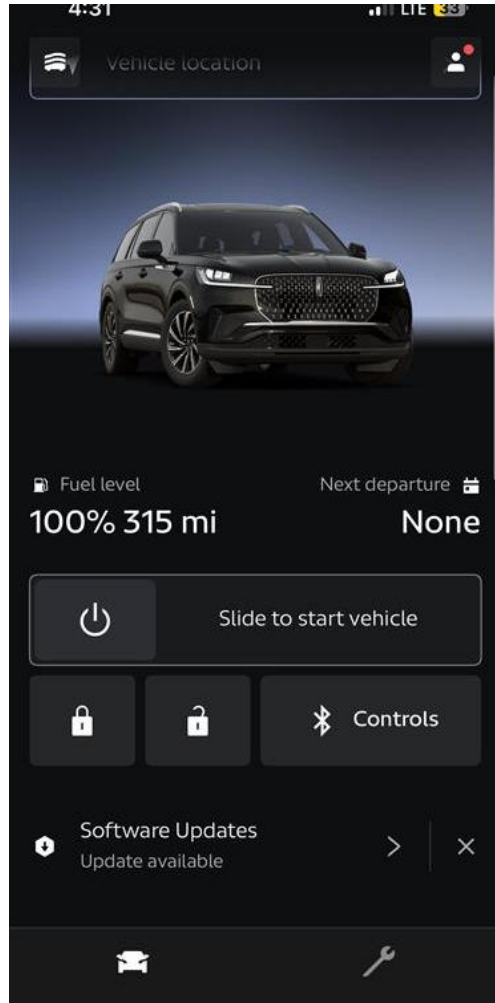 4:31 LTE 33
Vehicle location
Fuel level Next departure
100% 315 mi None
Slide to start vehicle
Controls
Software Updates
Update available